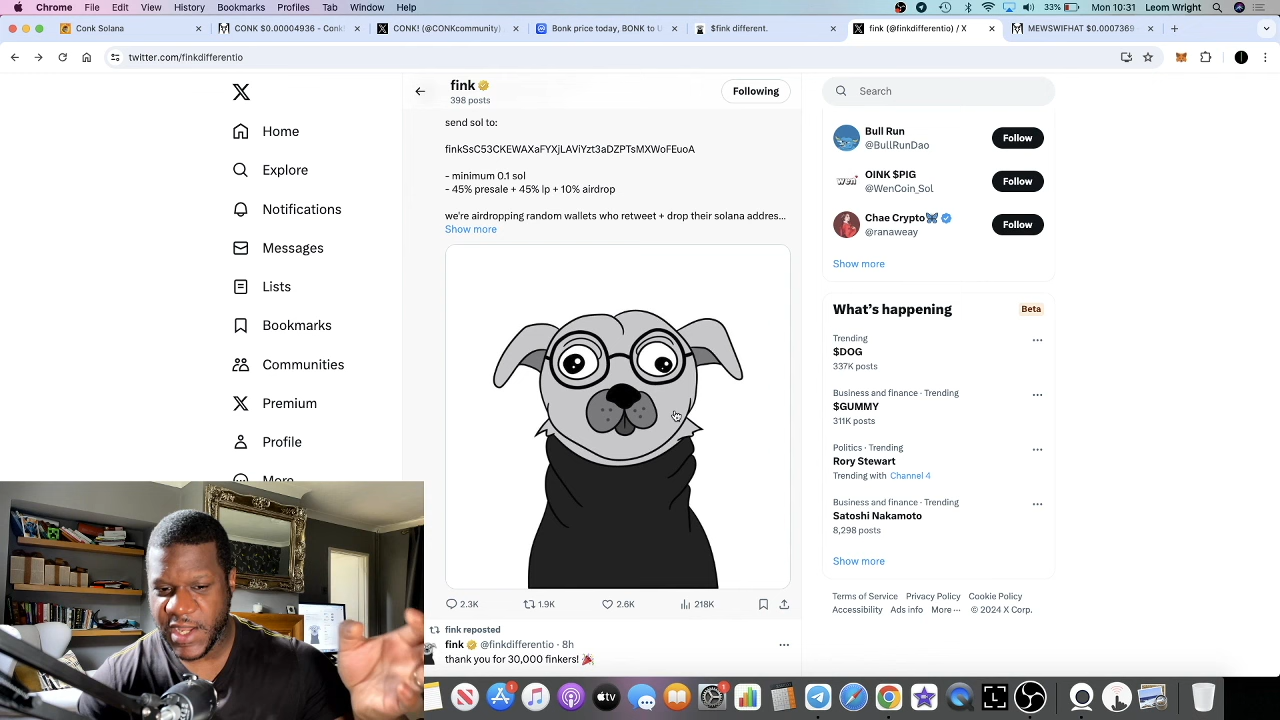 Chrome File Edit View History Bookmarks Profiles Tab Window Help
33% Mon 10:31 Leom Wright
Conk Solana
CONK $0.00004936 - Conk
CONK! (@CONKcommunity)
Bonk price today, BONK to U
$fink different.
fink (@finkdifferentio) / X
MEWSWIFHAT $0.0007369
twitter.com/finkdifferentio
Home
Explore
Notifications
Messages
Lists
Bookmarks
Communities
Premium
Profile
More
fink
398 posts
Following
send sol to:
finkSsC53CKEWAXaFYXjLAViYzt3aDZPTsMXWoFEuoA
- minimum 0.1 sol
- 45% presale + 45% lp + 10% airdrop
we're airdropping random wallets who retweet + drop their solana addres...
Show more
2.3K 1.9K 2.6K 218K
fink reposted
fink @finkdifferentio · 8h
thank you for 30,000 finkers!
Search
Bull Run
@BullRunDao
Follow
wen
OINK $PIG
@WenCoin_Sol
Follow
Chae Crypto
@ranaweay
Follow
Show more
What's happening
Beta
Trending
$DOG
337K posts
Business and finance · Trending
$GUMMY
311K posts
Politics · Trending
Rory Stewart
Trending with Channel 4
Business and finance · Trending
Satoshi Nakamoto
8,298 posts
Show more
Terms of Service Privacy Policy Cookie Policy
Accessibility Ads info More ... © 2024 X Corp.
tv